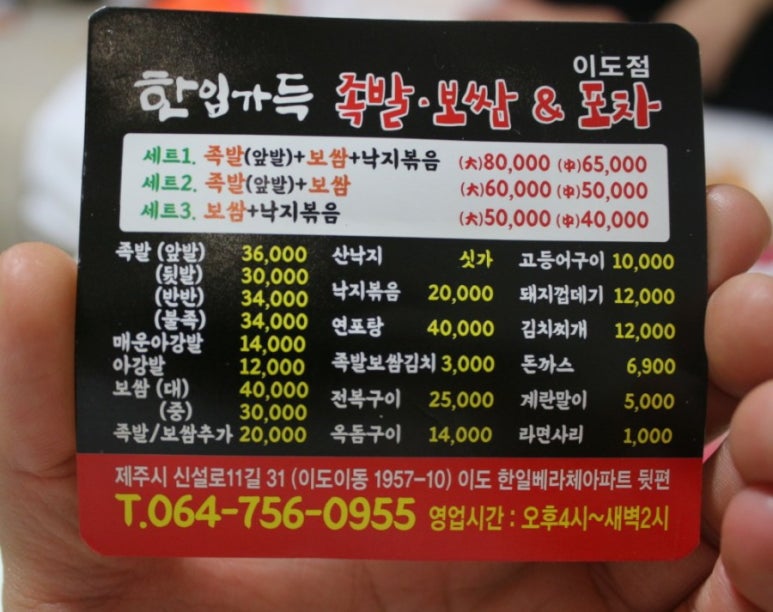 이도점
한입가득 족발·보쌈 & 포차
세트1. 족발(앞발)+보쌈+낙지볶음 (大)80,000 (中)65,000
세트2. 족발(앞발)+보쌈 (大)60,000 (中)50,000
세트3. 보쌈+낙지볶음 (大)50,000 (中)40,000
족발 (앞발) 36,000
(뒷발) 30,000
(반반) 34,000
(불족) 34,000
매운아강발 14,000
아강발 12,000
보쌈 (대) 40,000
(중) 30,000
족발/보쌈추가 20,000
산낙지 싯가
낙지볶음 20,000
연포탕 40,000
족발보쌈김치 3,000
전복구이 25,000
옥돔구이 14,000
고등어구이 10,000
돼지껍데기 12,000
김치찌개 12,000
돈까스 6,900
계란말이 5,000
라면사리 1,000
제주시 신설로11길 31 (이도이동 1957-10) 이도 한일베라체아파트 뒷편
T.064-756-0955 영업시간 : 오후4시~새벽2시